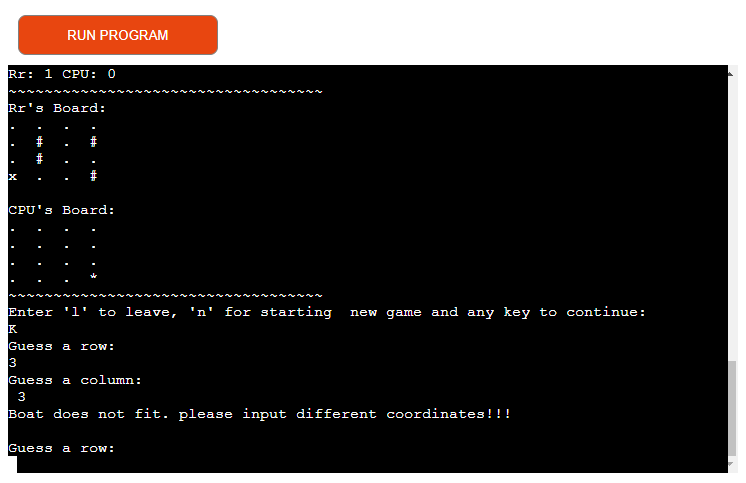 RUN PROGRAM
Rr: 1 CPU: 0
~~~~~~~~~~~~~~~~~~~~~~~~~~~~~~~~~~~
Rr's Board:
.  .  .  .
.  #  .  #
.  #  .  .
x  .  .  #
CPU's Board:
.  .  .  .
.  .  .  .
.  .  .  .
.  .  .  *
~~~~~~~~~~~~~~~~~~~~~~~~~~~~~~~~~~~
Enter 'l' to leave, 'n' for starting  new game and any key to continue:
K
Guess a row:
3
Guess a column:
 3
Boat does not fit. please input different coordinates!!!
Guess a row: